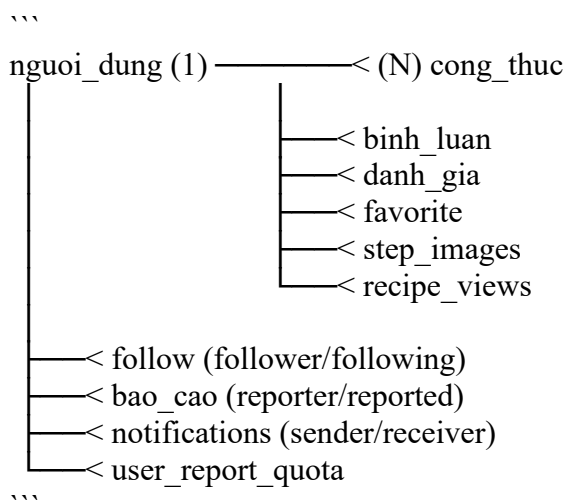 ```
nguoi_dung (1) ────────< (N) cong_thuc
│ │
│ ├───< binh_luan
│ ├───< danh_gia
│ ├───< favorite
│ ├───< step_images
│ └───< recipe_views
│
├───< follow (follower/following)
├───< bao_cao (reporter/reported)
├───< notifications (sender/receiver)
└───< user_report_quota
```